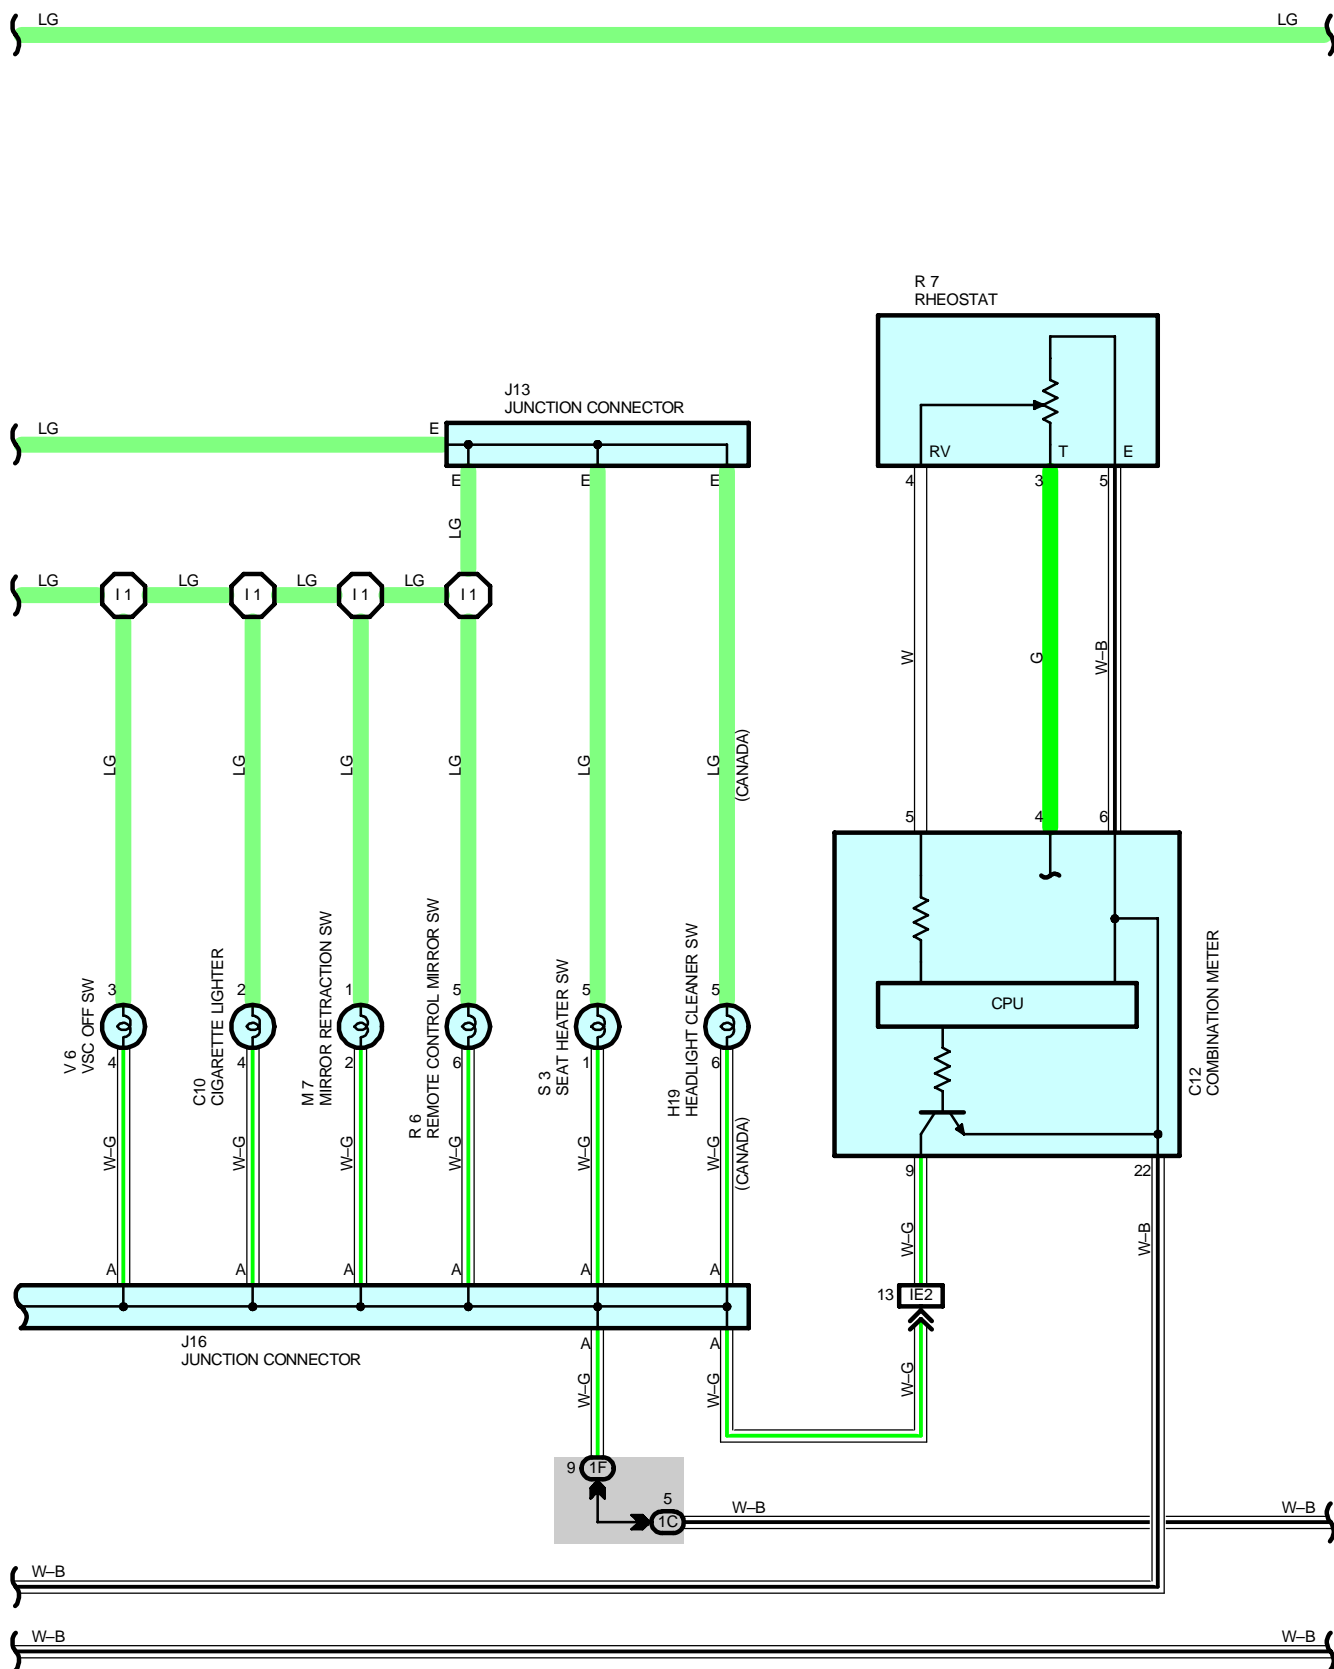 LG LG
R 7
RHEOSTAT
J13
JUNCTION CONNECTOR
LG E
RV T E
E E E
4 3 5
LG
LG LG LG LG
I 1 I 1 I 1 I 1
W G W–B
LG LG LG LG LG LG (CANADA)
5 4 6
3 2 1 5 5 5
V 6
VSC OFF SW
C10
CIGARETTE LIGHTER
M 7
MIRROR RETRACTION SW
R 6
REMOTE CONTROL MIRROR SW
S 3
SEAT HEATER SW
H19
HEADLIGHT CLEANER SW
CPU
C12
COMBINATION METER
4 4 2 6 1 6
W–G W–G W–G W–G W–G W–G (CANADA)
9 22
W–G W–B
A A A A A A
13 IE2
J16
JUNCTION CONNECTOR
A A
W–G W–G W–G
9 1F
5
1C
W–B W–B
W–B
W–B W–B